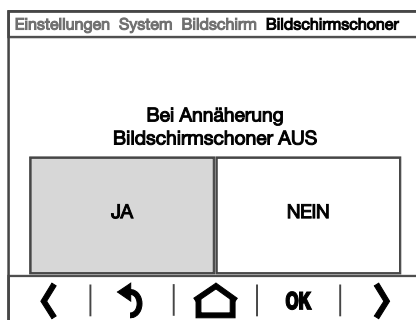 Einstellungen System Bildschirm Bildschirmschoner
Bei Annäherung
Bildschirmschoner AUS
JA NEIN
OK